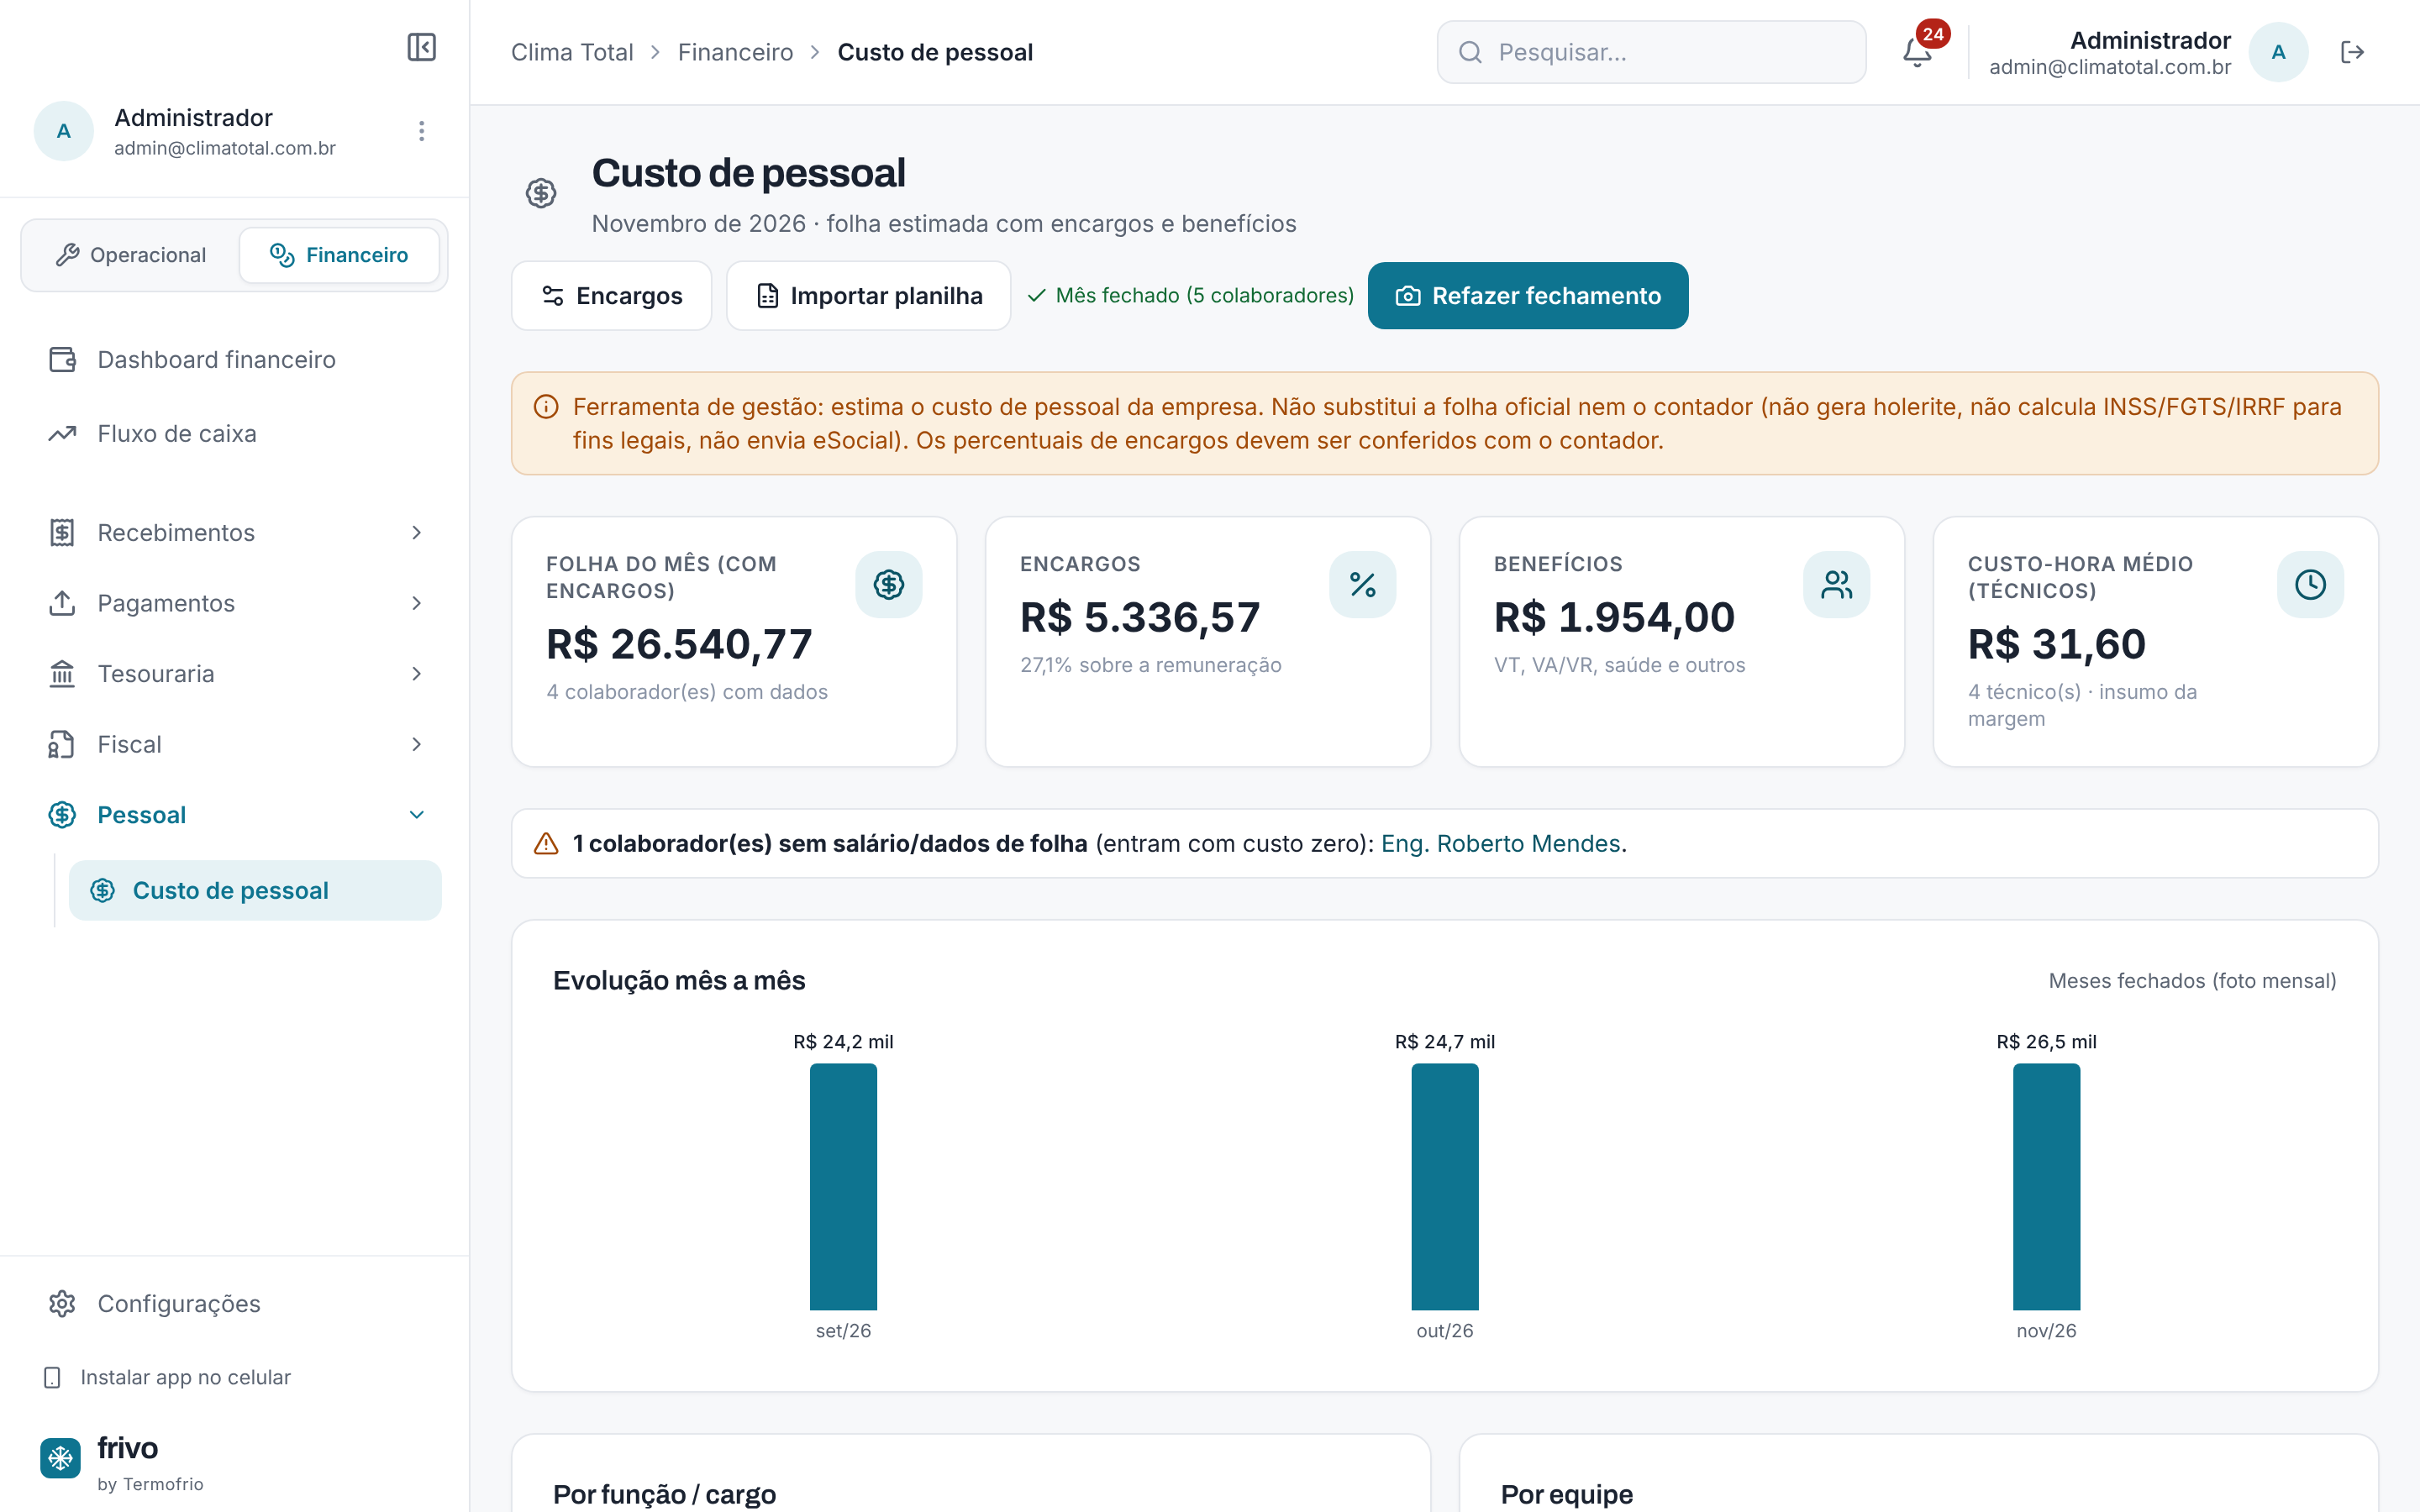 Administrador
admin@climatotal.com.br
Operacional
Financeiro
Dashboard financeiro
Fluxo de caixa
Recebimentos
Pagamentos
Tesouraria
Fiscal
Pessoal
Custo de pessoal
Configurações
Instalar app no celular
frivo
by Termofrio
Clima Total > Financeiro > Custo de pessoal
Pesquisar...
24
Administrador
admin@climatotal.com.br
A
A
Custo de pessoal
Novembro de 2026 · folha estimada com encargos e benefícios
Encargos
Importar planilha
Mês fechado (5 colaboradores)
Refazer fechamento
Ferramenta de gestão: estima o custo de pessoal da empresa. Não substitui a folha oficial nem o contador (não gera holerite, não calcula INSS/FGTS/IRRF para
fins legais, não envia eSocial). Os percentuais de encargos devem ser conferidos com o contador.
FOLHA DO MÊS (COM
ENCARGOS)
R$ 26.540,77
4 colaborador(es) com dados
ENCARGOS
R$ 5.336,57
27,1% sobre a remuneração
BENEFÍCIOS
R$ 1.954,00
VT, VA/VR, saúde e outros
CUSTO-HORA MÉDIO
(TÉCNICOS)
R$ 31,60
4 técnico(s) · insumo da
margem
1 colaborador(es) sem salário/dados de folha (entram com custo zero): Eng. Roberto Mendes.
Evolução mês a mês
Meses fechados (foto mensal)
R$ 24,2 mil
R$ 24,7 mil
R$ 26,5 mil
set/26
out/26
nov/26
Por função / cargo
Por equipe